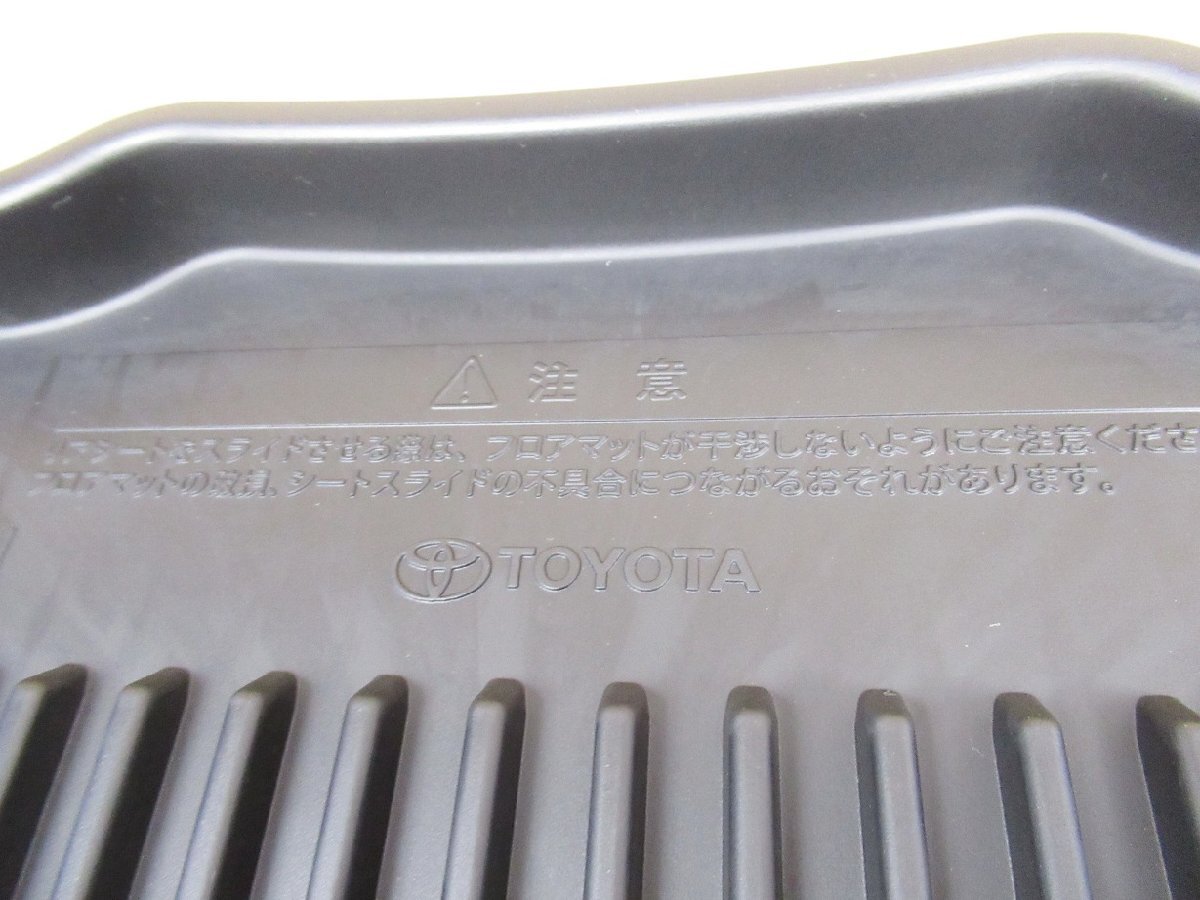 ⚠ 注 意
リアシートをスライドさせる際は、フロアマットが干渉しないようにご注意くださ
フロアマットの破損、シートスライドの不具合につながるおそれがあります。
TOYOTA